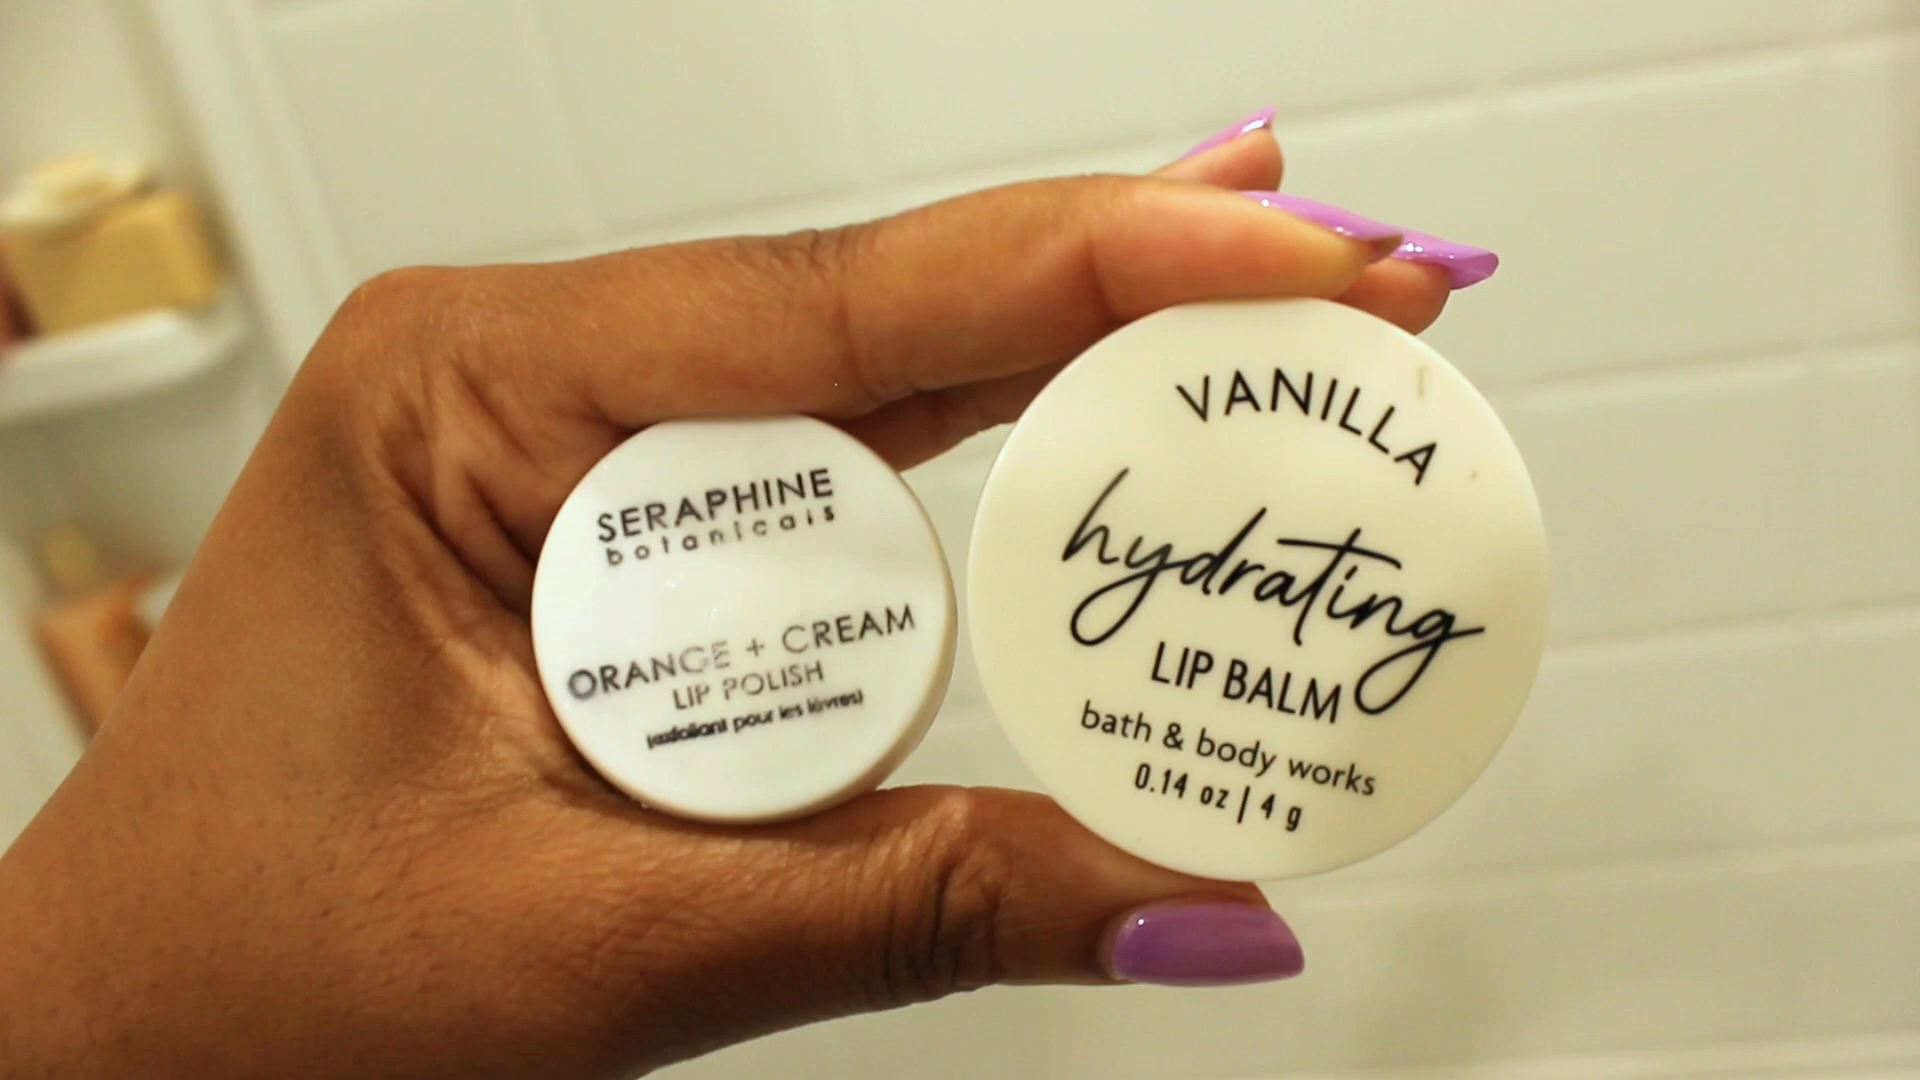 SERAPHINE
botanicals
ORANGE + CREAM
LIP POLISH
(exfoliant pour les lèvres)
VANILLA
hydrating
LIP BALM
bath & body works
0.14 oz | 4 g